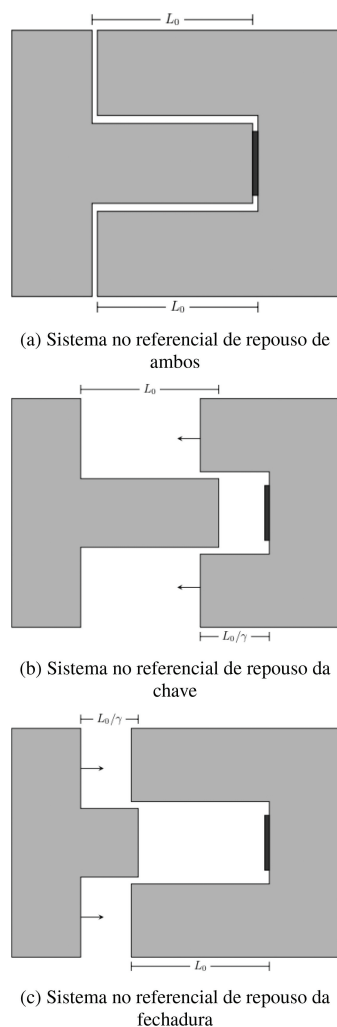 L₀
L₀
(a) Sistema no referencial de repouso de
ambos
L₀
L₀/γ
(b) Sistema no referencial de repouso da
chave
L₀/γ
L₀
(c) Sistema no referencial de repouso da
fechadura